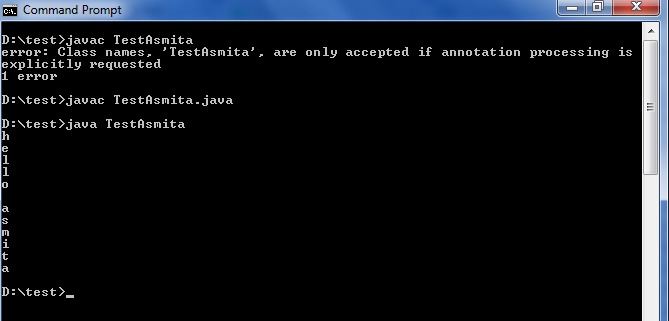 Command Prompt
D:\test>javac TestAsmita
error: Class names, 'TestAsmita', are only accepted if annotation processing is
explicitly requested
1 error
D:\test>javac TestAsmita.java
D:\test>java TestAsmita
h
e
l
l
o
a
s
m
i
t
a
D:\test>_